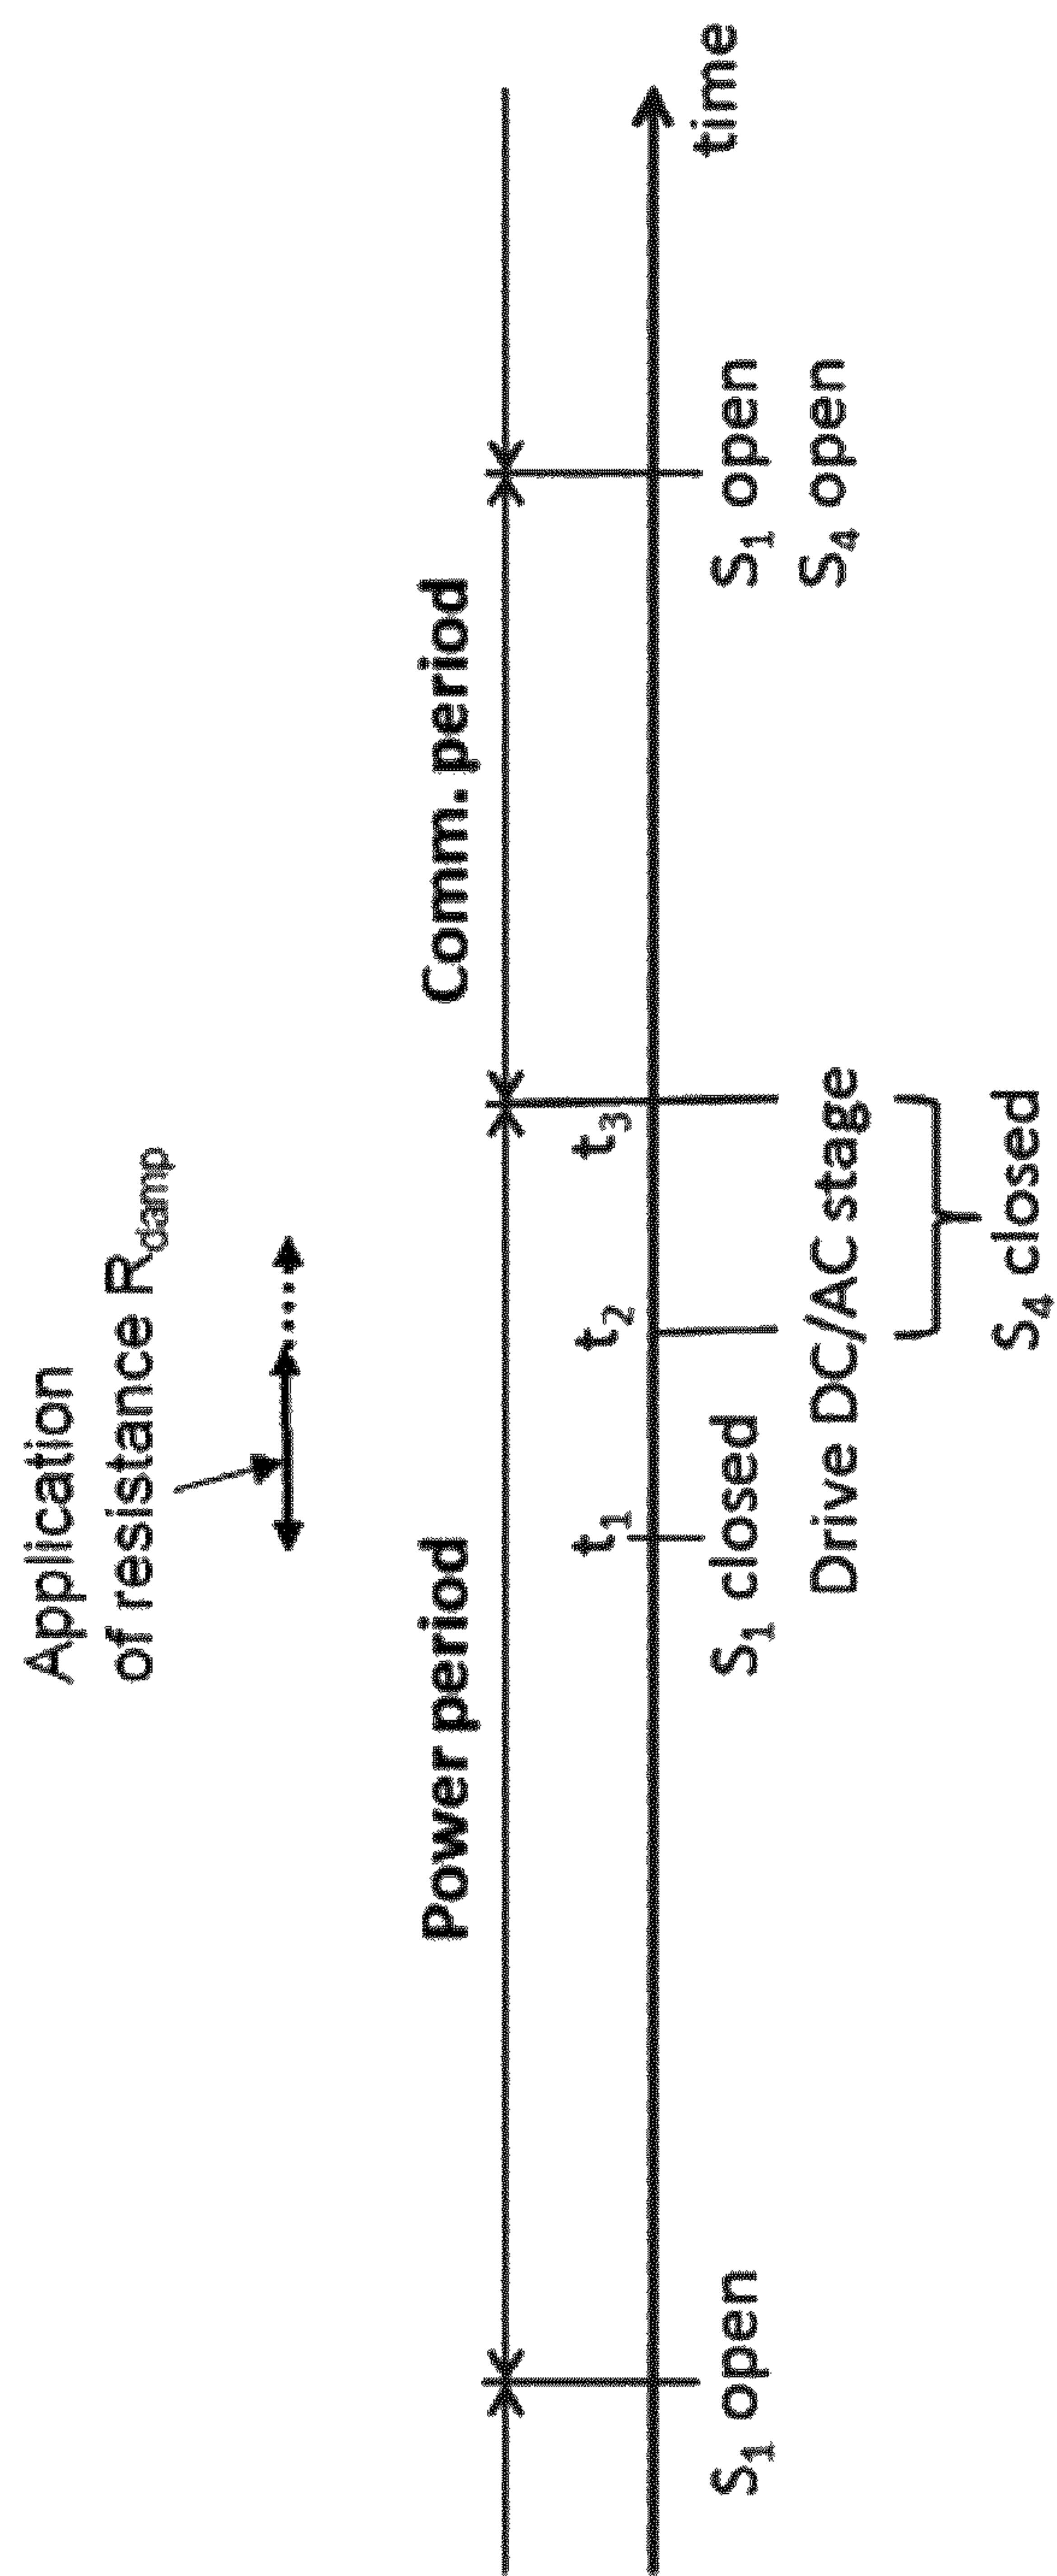 Application
of resistance R_damp
Power period
Comm. period
t₁
t₂
t₃
S₁ open
S₁ closed
S₁ open
S₄ open
time
Drive DC/AC stage
S₄ closed